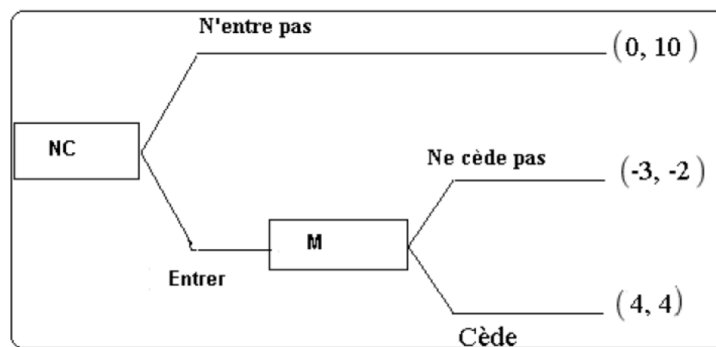 N'entre pas
(0, 10)
NC
Ne cède pas
(-3, -2)
M
Entrer
(4, 4)
Cède